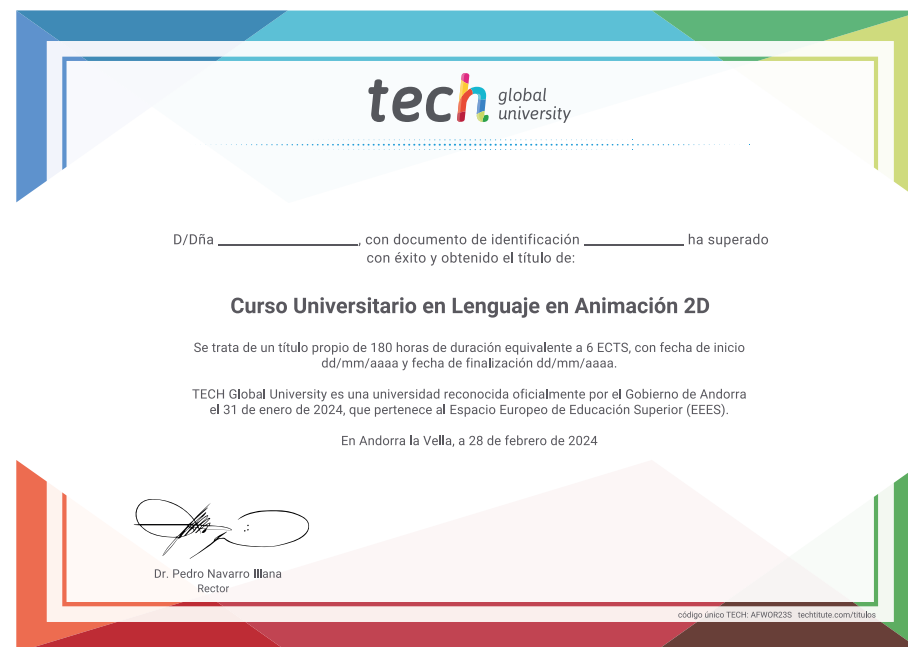 tech global university
D/Dña ____________, con documento de identificación ____________ ha superado
con éxito y obtenido el título de:
Curso Universitario en Lenguaje en Animación 2D
Se trata de un título propio de 180 horas de duración equivalente a 6 ECTS, con fecha de inicio
dd/mm/aaaa y fecha de finalización dd/mm/aaaa.
TECH Global University es una universidad reconocida oficialmente por el Gobierno de Andorra
el 31 de enero de 2024, que pertenece al Espacio Europeo de Educación Superior (EEES).
En Andorra la Vella, a 28 de febrero de 2024
Dr. Pedro Navarro Illana
Rector
código único TECH: AFWOR23S techtitute.com/titulos